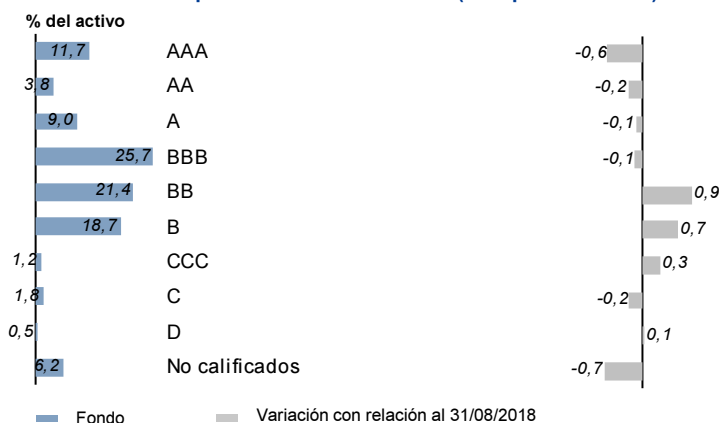 % del activo
11,7 AAA -0,6
3,8 AA -0,2
9,0 A -0,1
25,7 BBB -0,1
21,4 BB 0,9
18,7 B 0,7
1,2 CCC 0,3
1,8 C -0,2
0,5 D 0,1
6,2 No calificados -0,7
Fondo Variación con relación al 31/08/2018